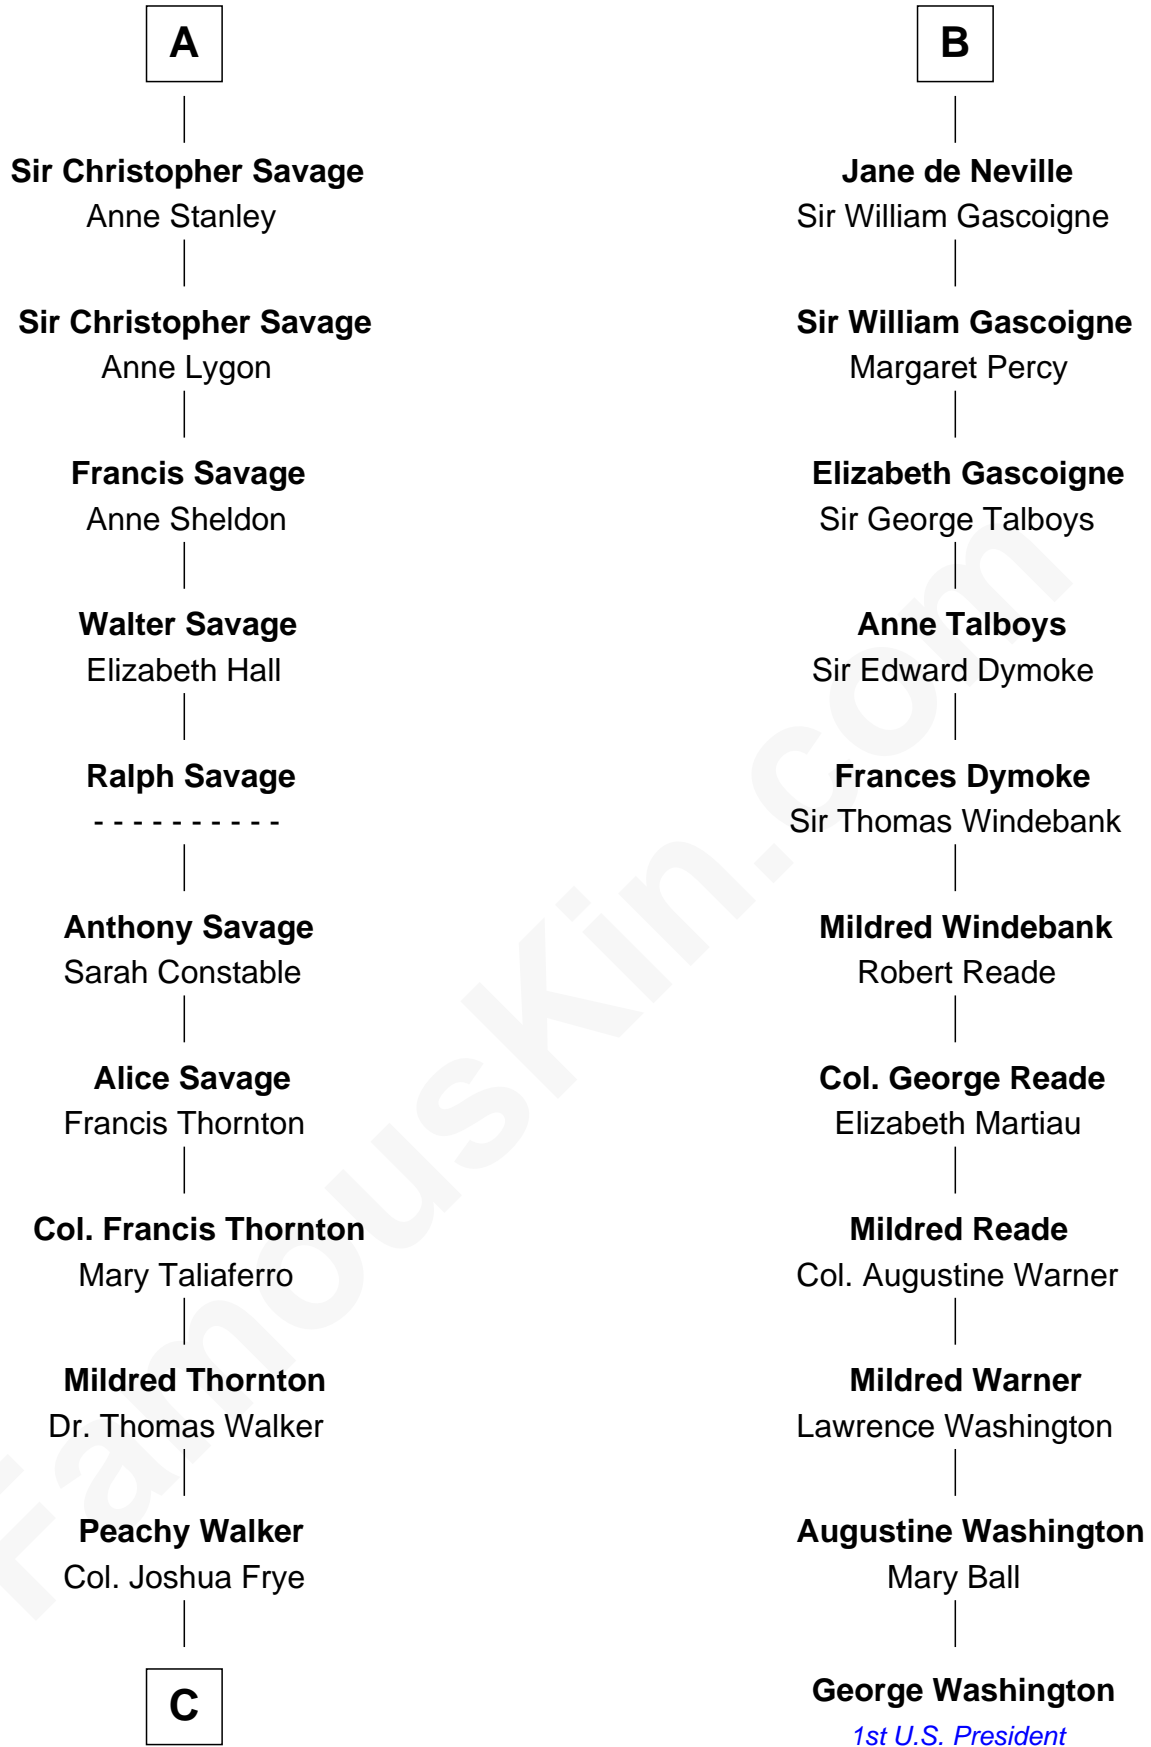 A
Sir Christopher Savage
Anne Stanley
Sir Christopher Savage
Anne Lygon
Francis Savage
Anne Sheldon
Walter Savage
Elizabeth Hall
Ralph Savage
- - - - - - - - - -
Anthony Savage
Sarah Constable
Alice Savage
Francis Thornton
Col. Francis Thornton
Mary Taliaferro
Mildred Thornton
Dr. Thomas Walker
Peachy Walker
Col. Joshua Frye
C
B
Jane de Neville
Sir William Gascoigne
Sir William Gascoigne
Margaret Percy
Elizabeth Gascoigne
Sir George Talboys
Anne Talboys
Sir Edward Dymoke
Frances Dymoke
Sir Thomas Windebank
Mildred Windebank
Robert Reade
Col. George Reade
Elizabeth Martiau
Mildred Reade
Col. Augustine Warner
Mildred Warner
Lawrence Washington
Augustine Washington
Mary Ball
George Washington
1st U.S. President
FamousKin.com